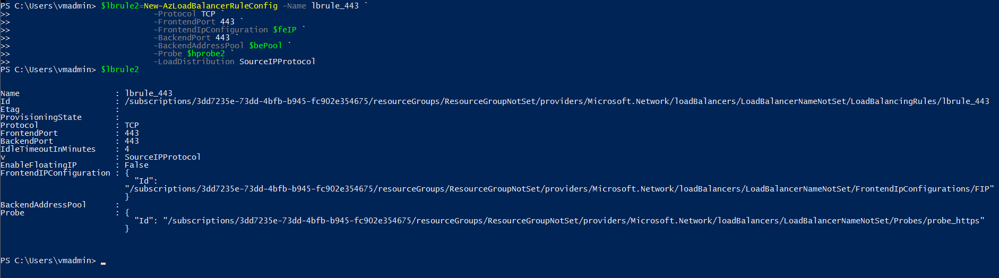 PS C:\Users\vmadmin> $lbrule2=New-AzLoadBalancerRuleConfig -Name lbrule_443 `
>>                              -Protocol TCP `
>>                              -FrontendPort 443 `
>>                              -FrontendIpConfiguration $feIP `
>>                              -BackendPort 443 `
>>                              -BackendAddressPool $bePool `
>>                              -Probe $hprobe2 `
>>                              -LoadDistribution SourceIPProtocol
PS C:\Users\vmadmin> $lbrule2
Name                    : lbrule_443
Id                      : /subscriptions/3dd7235e-73dd-4bfb-b945-fc902e354675/resourceGroups/ResourceGroupNotSet/providers/Microsoft.Network/loadBalancers/LoadBalancerNameNotSet/LoadBalancingRules/lbrule_443
Etag                    :
ProvisioningState       :
Protocol                : TCP
FrontendPort            : 443
BackendPort             : 443
IdleTimeoutInMinutes    : 4
v                       : SourceIPProtocol
EnableFloatingIP        : False
FrontendIPConfiguration : {
                            "Id":
                          "/subscriptions/3dd7235e-73dd-4bfb-b945-fc902e354675/resourceGroups/ResourceGroupNotSet/providers/Microsoft.Network/loadBalancers/LoadBalancerNameNotSet/FrontendIpConfigurations/FIP"
                          }
BackendAddressPool      :
Probe                   : {
                            "Id": "/subscriptions/3dd7235e-73dd-4bfb-b945-fc902e354675/resourceGroups/ResourceGroupNotSet/providers/Microsoft.Network/loadBalancers/LoadBalancerNameNotSet/Probes/probe_https"
                          }
PS C:\Users\vmadmin> _